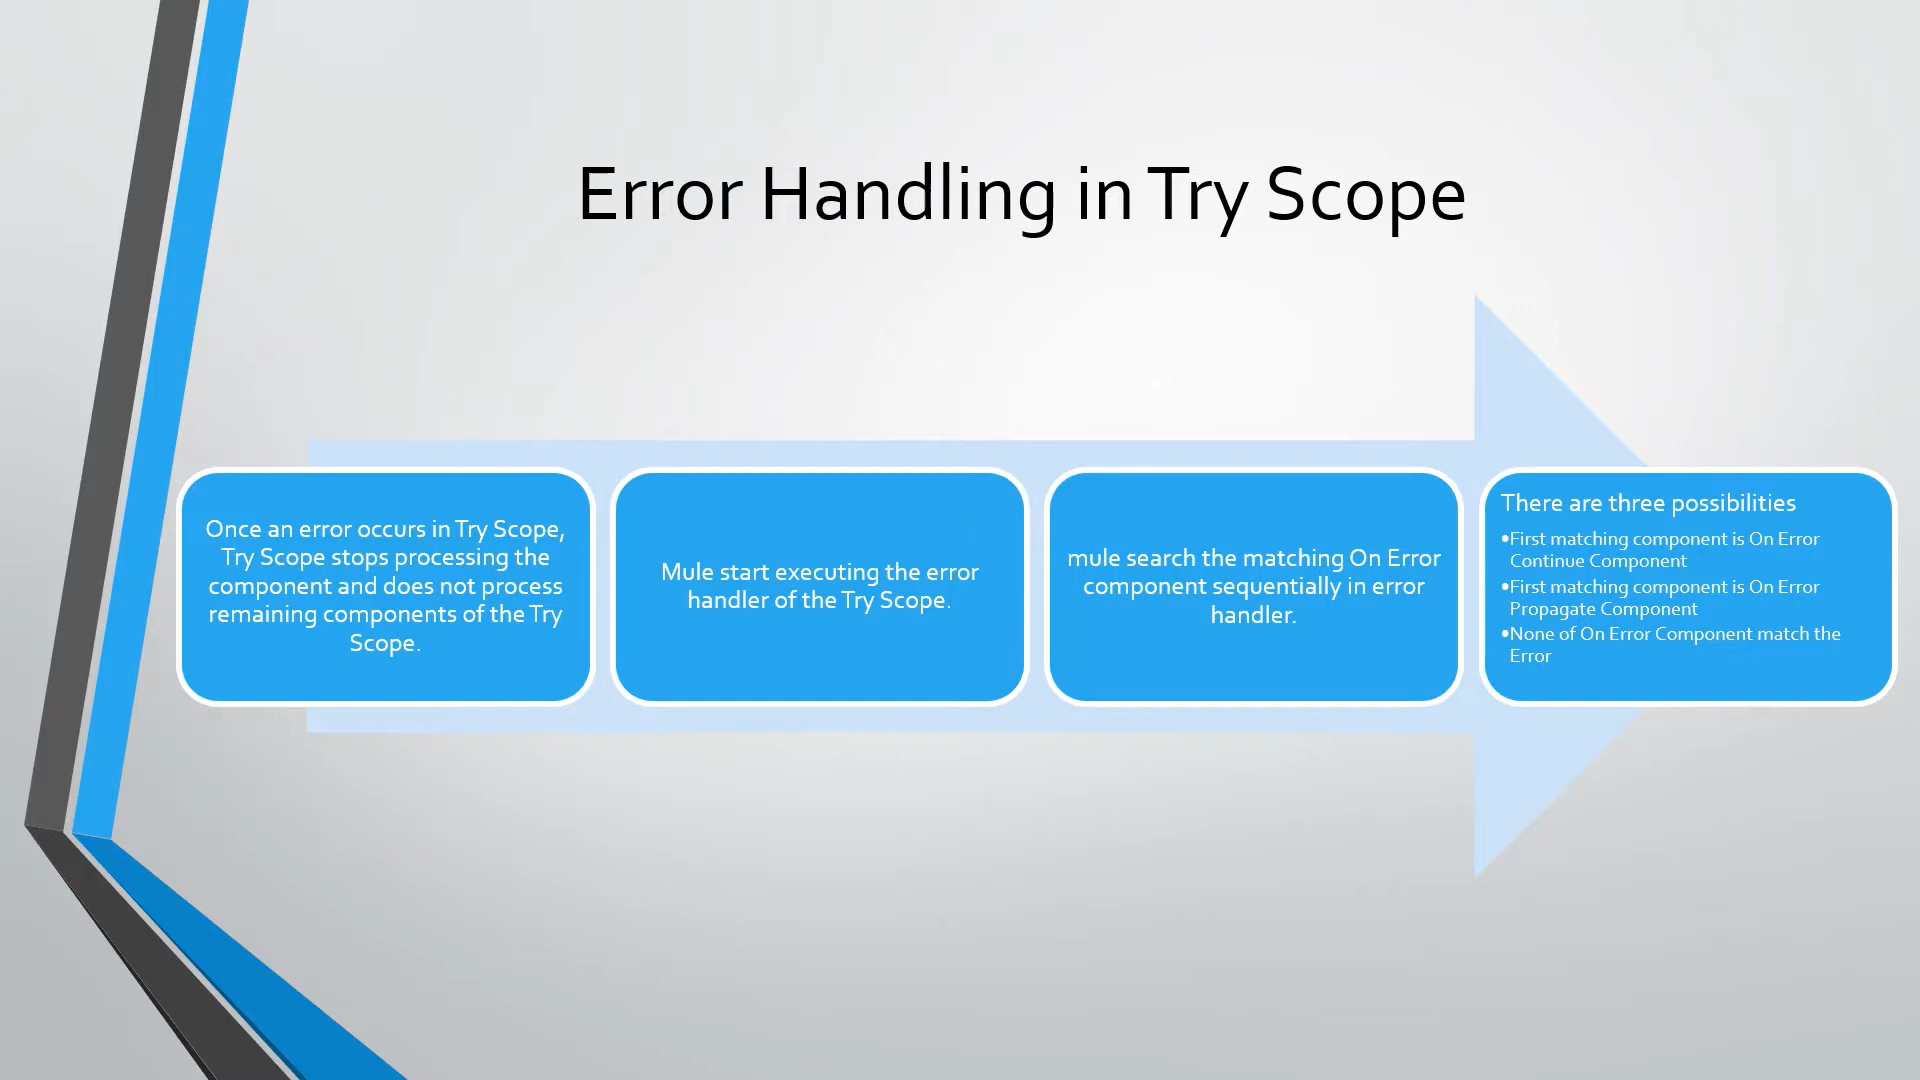 Error Handling in Try Scope
Once an error occurs in Try Scope,
Try Scope stops processing the
component and does not process
remaining components of the Try
Scope.
Mule start executing the error
handler of the Try Scope.
mule search the matching On Error
component sequentially in error
handler.
There are three possibilities
•First matching component is On Error
Continue Component
•First matching component is On Error
Propagate Component
•None of On Error Component match the
Error